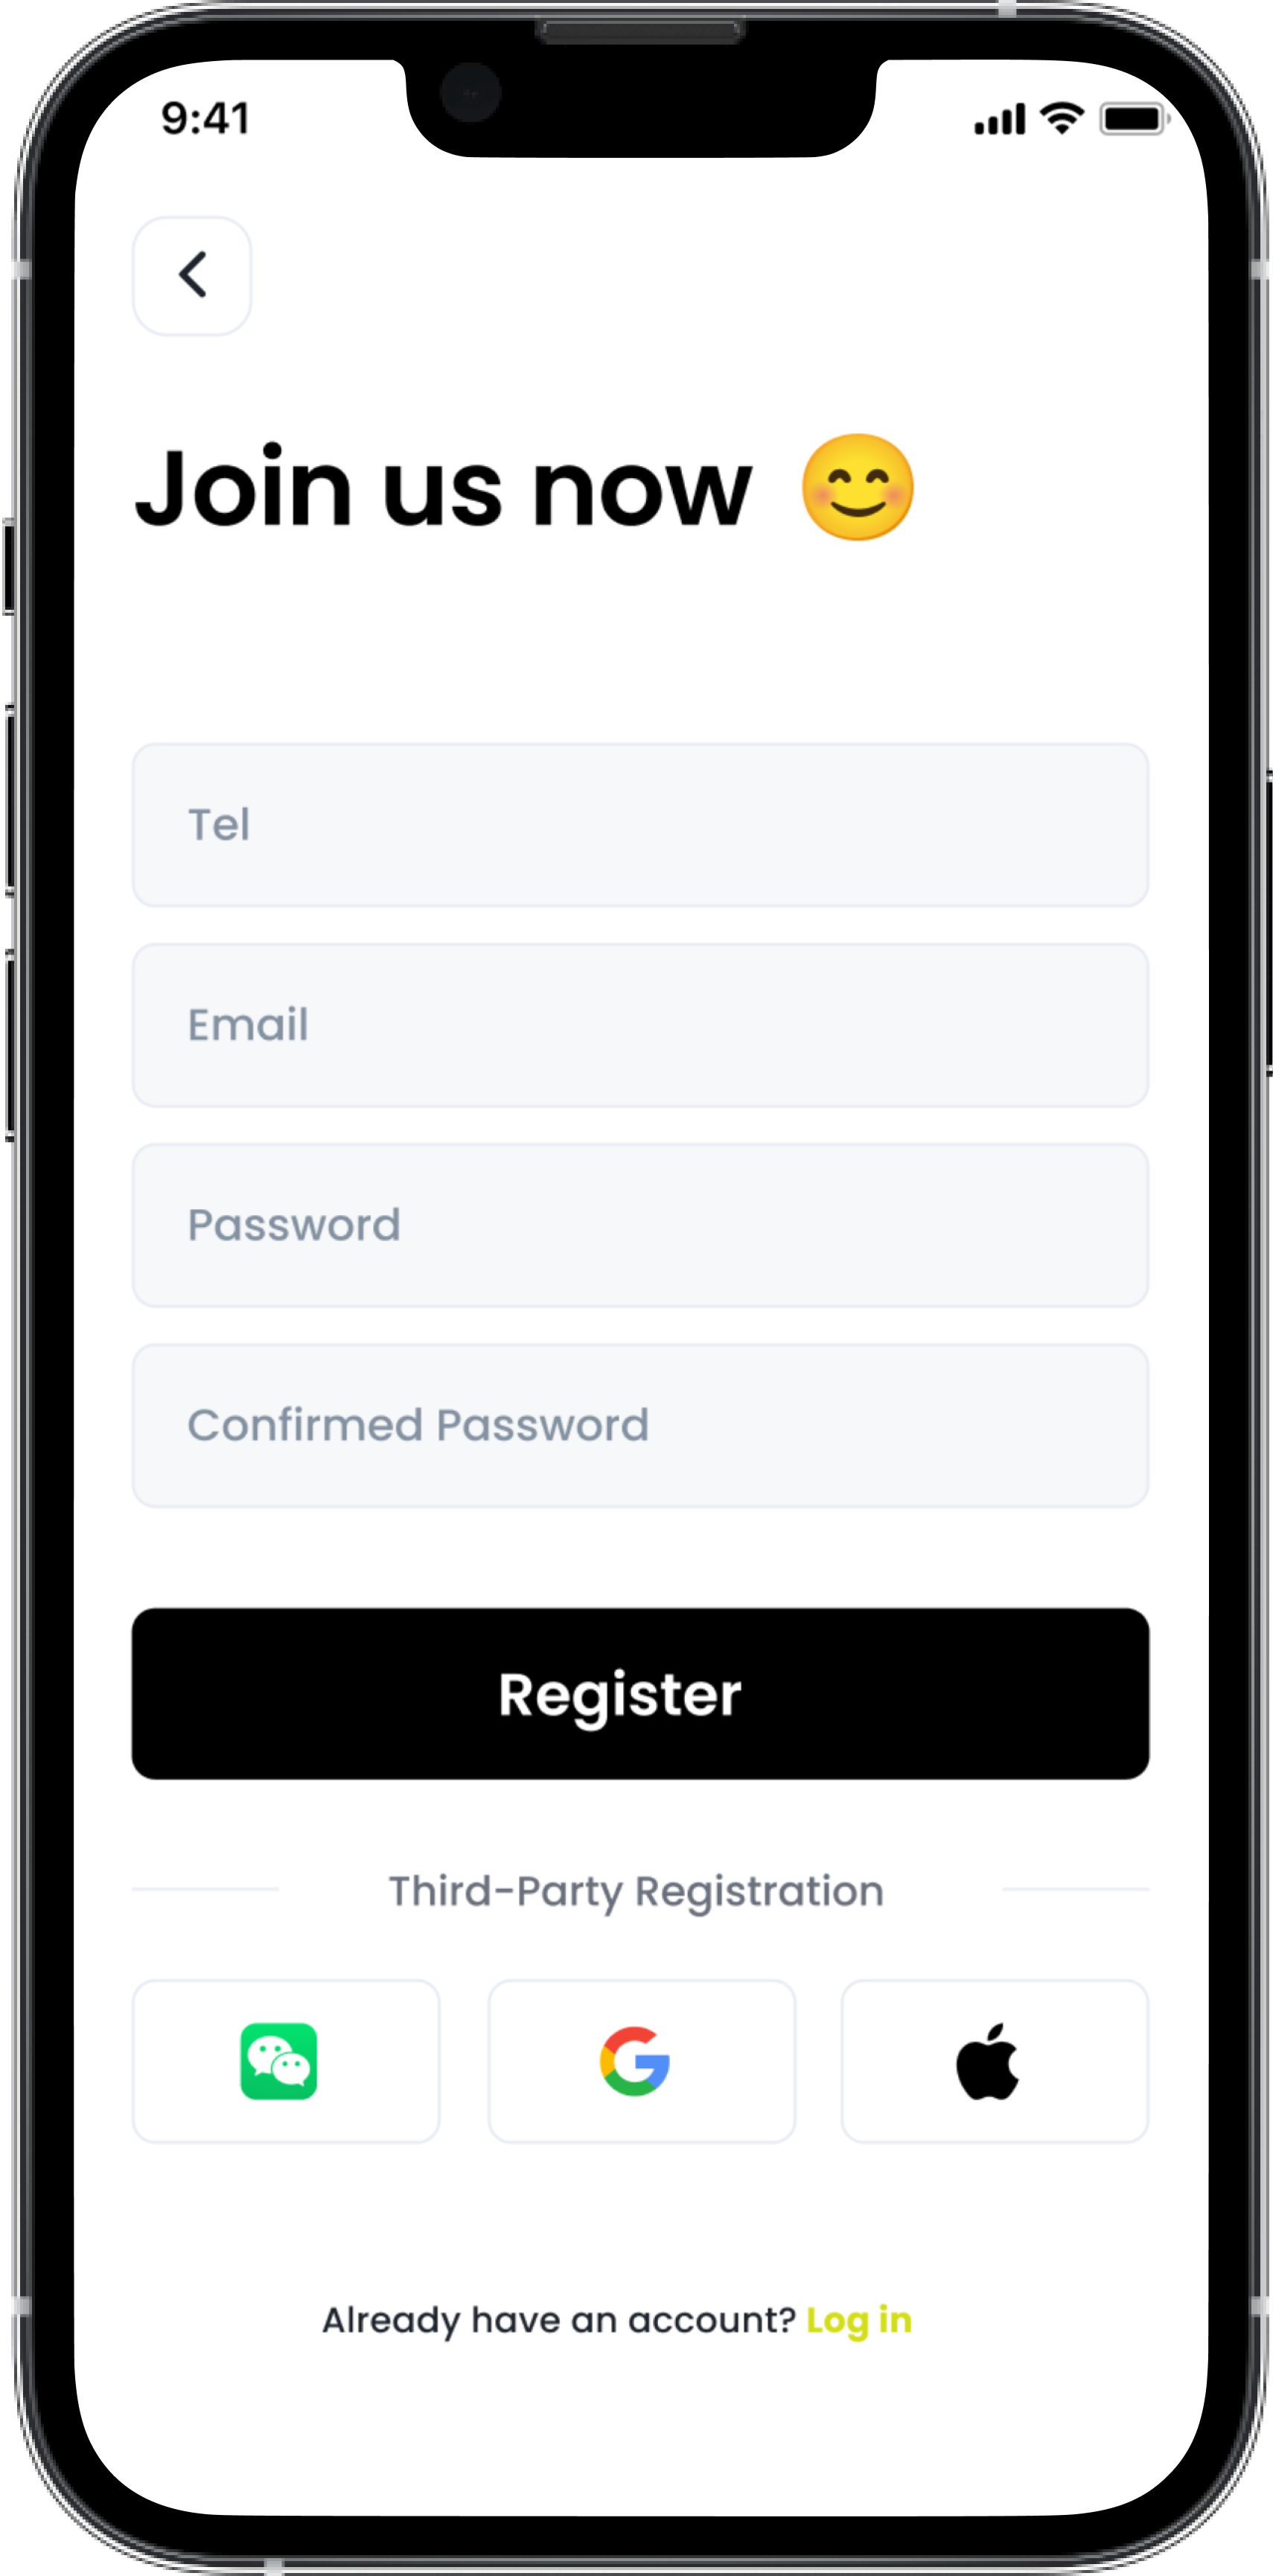 9:41
Join us now 😊
Tel
Email
Password
Confirmed Password
Register
Third-Party Registration
Already have an account? Log in